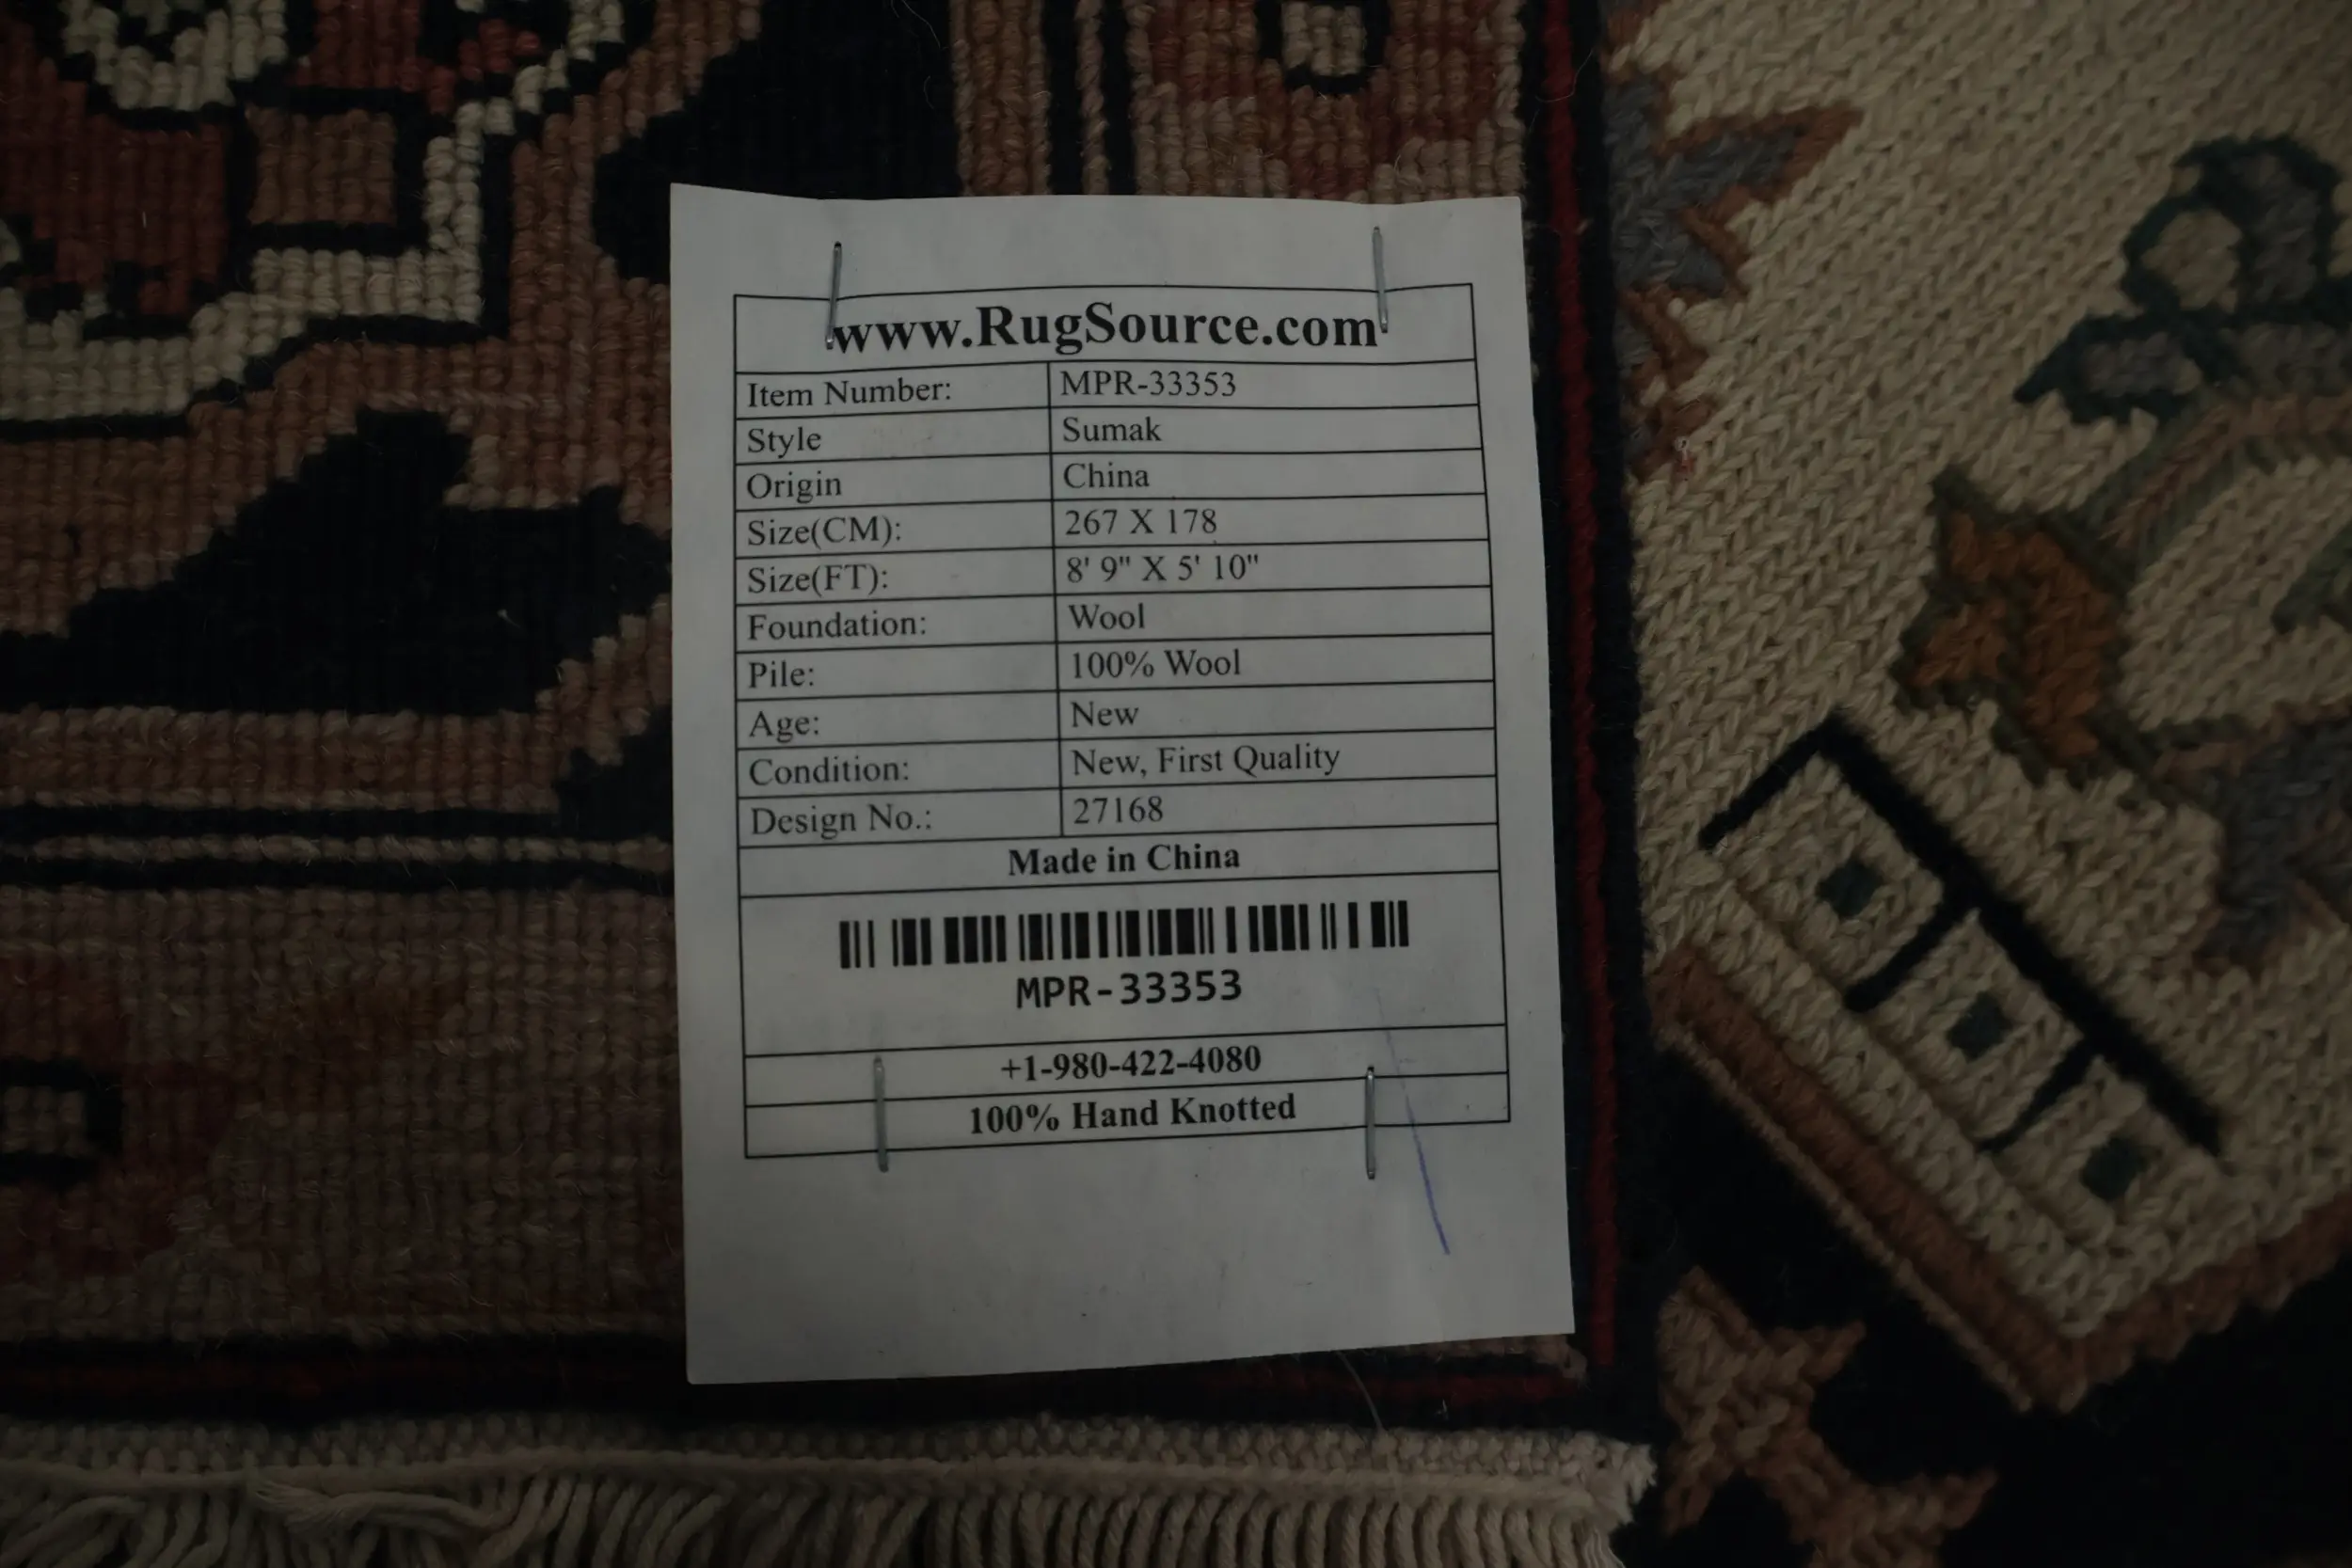 www.RugSource.com
Item Number: MPR-33353
Style Sumak
Origin China
Size(CM): 267 X 178
Size(FT): 8' 9" X 5' 10"
Foundation: Wool
Pile: 100% Wool
Age: New
Condition: New, First Quality
Design No.: 27168
Made in China
MPR-33353
+1-980-422-4080
100% Hand Knotted